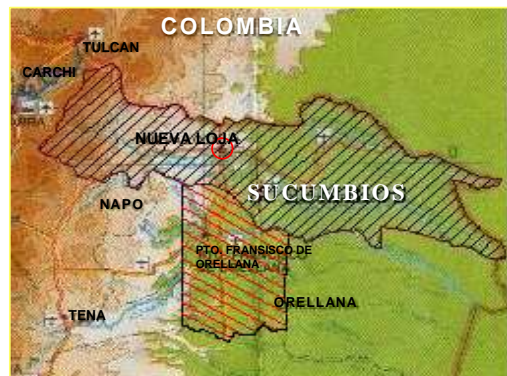 COLOMBIA
TULCAN
CARCHI
NUEVA LOJA
SUCUMBIOS
NAPO
PTO. FRANSISCO DE
ORELLANA
ORELLANA
TENA